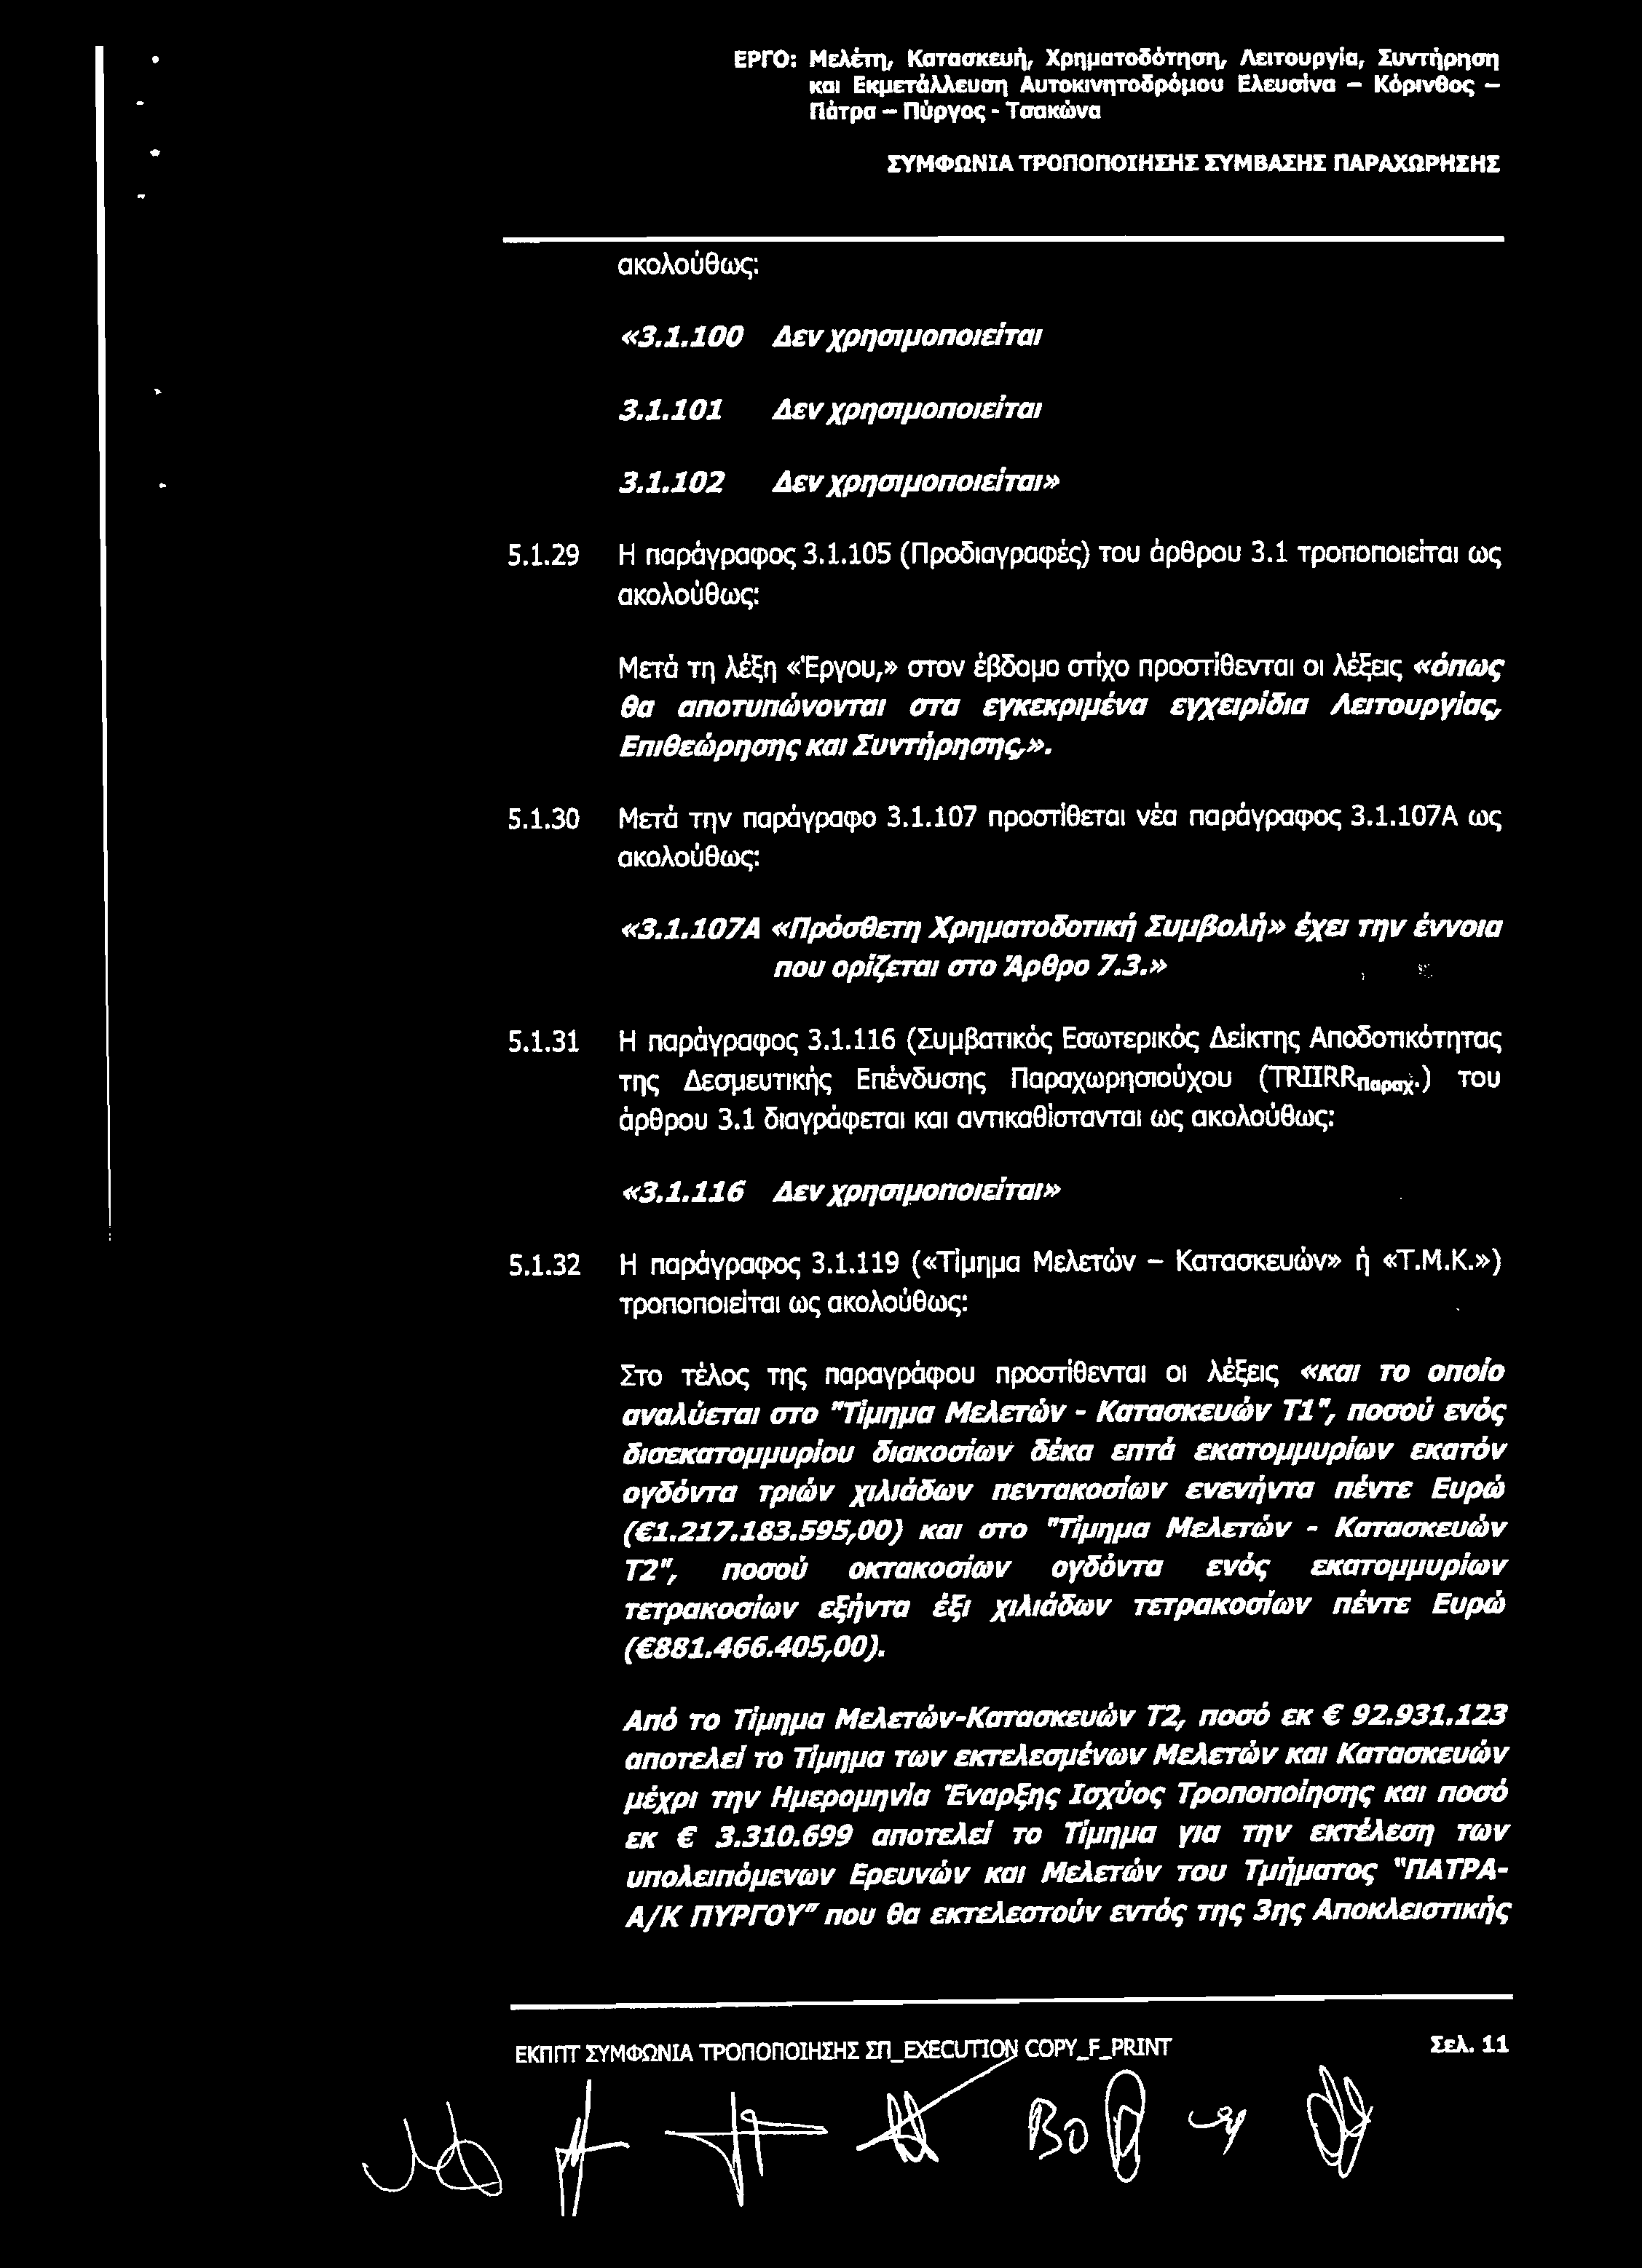 ΕΡΓΟ: Μελέτη, Κατασκευή, Χρηματοδότηση, Λειτουργία, Συντήρηση
και Εκμετάλλευση Αυτοκινητοδρόμου Ελευσίνα – Κόρινθος –
Πάτρα – Πύργος - Τσακώνα
ΣΥΜΦΩΝΙΑ ΤΡΟΠΟΠΟΙΗΣΗΣ ΣΥΜΒΑΣΗΣ ΠΑΡΑΧΩΡΗΣΗΣ
ακολούθως:
«3.1.100 Δεν χρησιμοποιείται
3.1.101 Δεν χρησιμοποιείται
3.1.102 Δεν χρησιμοποιείται»
5.1.29 Η παράγραφος 3.1.105 (Προδιαγραφές) του άρθρου 3.1 τροποποιείται ως
ακολούθως:
Μετά τη λέξη «Έργου,» στον έβδομο στίχο προστίθενται οι λέξεις «όπως
θα αποτυπώνονται στα εγκεκριμένα εγχειρίδια Λειτουργίας,
Επιθεώρησης και Συντήρησης,».
5.1.30 Μετά την παράγραφο 3.1.107 προστίθεται νέα παράγραφος 3.1.107Α ως
ακολούθως:
«3.1.107Α «Πρόσθετη Χρηματοδοτική Συμβολή» έχει την έννοια
που ορίζεται στο Άρθρο 7.3.»
5.1.31 Η παράγραφος 3.1.116 (Συμβατικός Εσωτερικός Δείκτης Αποδοτικότητας
της Δεσμευτικής Επένδυσης Παραχωρησιούχου (TRIIRRπαραχ.) του
άρθρου 3.1 διαγράφεται και αντικαθίστανται ως ακολούθως:
«3.1.116 Δεν χρησιμοποιείται»
5.1.32 Η παράγραφος 3.1.119 («Τίμημα Μελετών – Κατασκευών» ή «Τ.Μ.Κ.»)
τροποποιείται ως ακολούθως:
Στο τέλος της παραγράφου προστίθενται οι λέξεις «και το οποίο
αναλύεται στο "Τίμημα Μελετών - Κατασκευών Τ1", ποσού ενός
δισεκατομμυρίου διακοσίων δέκα επτά εκατομμυρίων εκατόν
ογδόντα τριών χιλιάδων πεντακοσίων ενενήντα πέντε Ευρώ
(€1.217.183.595,00) και στο "Τίμημα Μελετών - Κατασκευών
Τ2", ποσού οκτακοσίων ογδόντα ενός εκατομμυρίων
τετρακοσίων εξήντα έξι χιλιάδων τετρακοσίων πέντε Ευρώ
(€881.466.405,00).
Από το Τίμημα Μελετών-Κατασκευών Τ2, ποσό εκ € 92.931.123
αποτελεί το Τίμημα των εκτελεσμένων Μελετών και Κατασκευών
μέχρι την Ημερομηνία Έναρξης Ισχύος Τροποποίησης και ποσό
εκ € 3.310.699 αποτελεί το Τίμημα για την εκτέλεση των
υπολειπόμενων Ερευνών και Μελετών του Τμήματος "ΠΑΤΡΑ-
Α/Κ ΠΥΡΓΟΥ" που θα εκτελεστούν εντός της 3ης Αποκλειστικής
ΕΚΠΠΤ ΣΥΜΦΩΝΙΑ ΤΡΟΠΟΠΟΙΗΣΗΣ ΣΠ_EXECUTION COPY_F_PRINT Σελ. 11